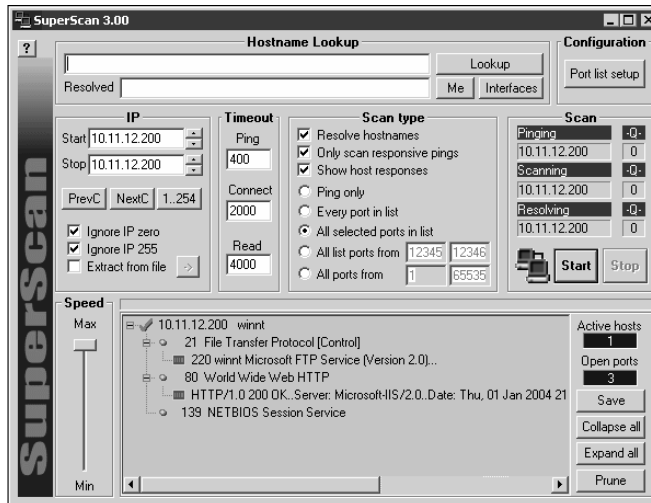 SuperScan 3.00
?
Hostname Lookup
Lookup
Resolved
Me
Interfaces
Configuration
Port list setup
IP
Start 10.11.12.200
Stop 10.11.12.200
PrevC
NextC
1..254
Ignore IP zero
Ignore IP 255
Extract from file
->
Timeout
Ping
400
Connect
2000
Read
4000
Scan type
Resolve hostnames
Only scan responsive pings
Show host responses
Ping only
Every port in list
All selected ports in list
All list ports from 12345 12346
All ports from 1 65535
Scan
Pinging -Q-
10.11.12.200 0
Scanning -Q-
10.11.12.200 0
Resolving -Q-
10.11.12.200 0
Start
Stop
SuperScan
Speed
Max
Min
10.11.12.200 winnt
21 File Transfer Protocol [Control]
220 winnt Microsoft FTP Service (Version 2.0)...
80 World Wide Web HTTP
HTTP/1.0 200 OK..Server: Microsoft-IIS/2.0..Date: Thu, 01 Jan 2004 21
139 NETBIOS Session Service
Active hosts
1
Open ports
3
Save
Collapse all
Expand all
Prune